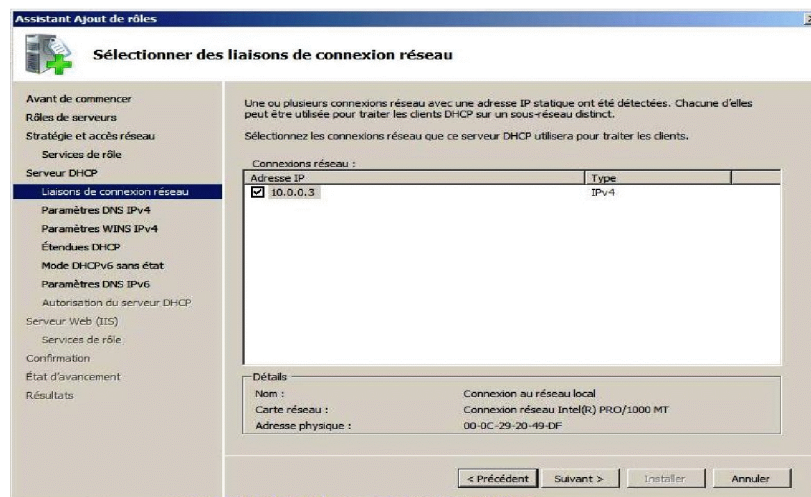 Assistant Ajout de rôles
Sélectionner des liaisons de connexion réseau
Avant de commencer
Rôles de serveurs
Stratégie et accès réseau
Services de rôle
Serveur DHCP
Liaisons de connexion réseau
Paramètres DNS IPv4
Paramètres WINS IPv4
Étendues DHCP
Mode DHCPv6 sans état
Paramètres DNS IPv6
Autorisation du serveur DHCP
Serveur Web (IIS)
Services de rôle
Confirmation
État d'avancement
Résultats
Une ou plusieurs connexions réseau avec une adresse IP statique ont été détectées. Chacune d'elles
peut être utilisée pour traiter les clients DHCP sur un sous-réseau distinct.
Sélectionnez les connexions réseau que ce serveur DHCP utilisera pour traiter les clients.
Connexions réseau :
Adresse IP Type
10.0.0.3 IPv4
Détails
Nom : Connexion au réseau local
Carte réseau : Connexion réseau Intel(R) PRO/1000 MT
Adresse physique : 00-0C-29-20-49-DF
< Précédent Suivant > Installer Annuler